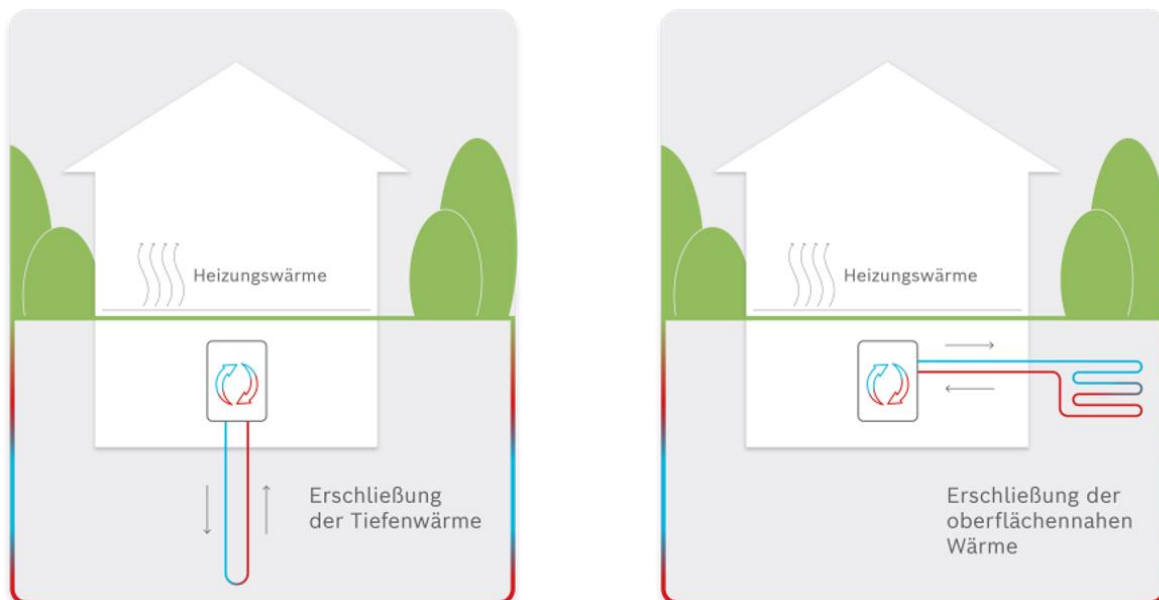 Heizungswärme
Erschließung
der Tiefenwärme
Heizungswärme
Erschließung der
oberflächennahen
Wärme